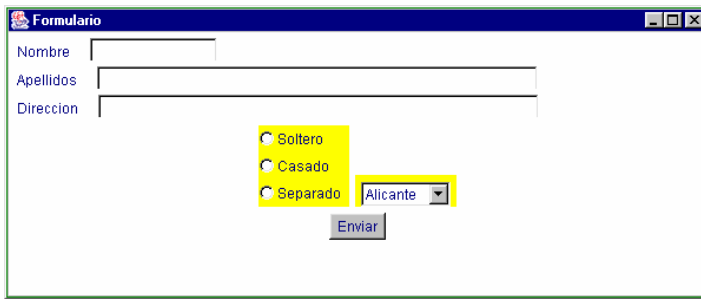 Formulario
Nombre
Apellidos
Direccion
Soltero
Casado
Separado Alicante
Enviar